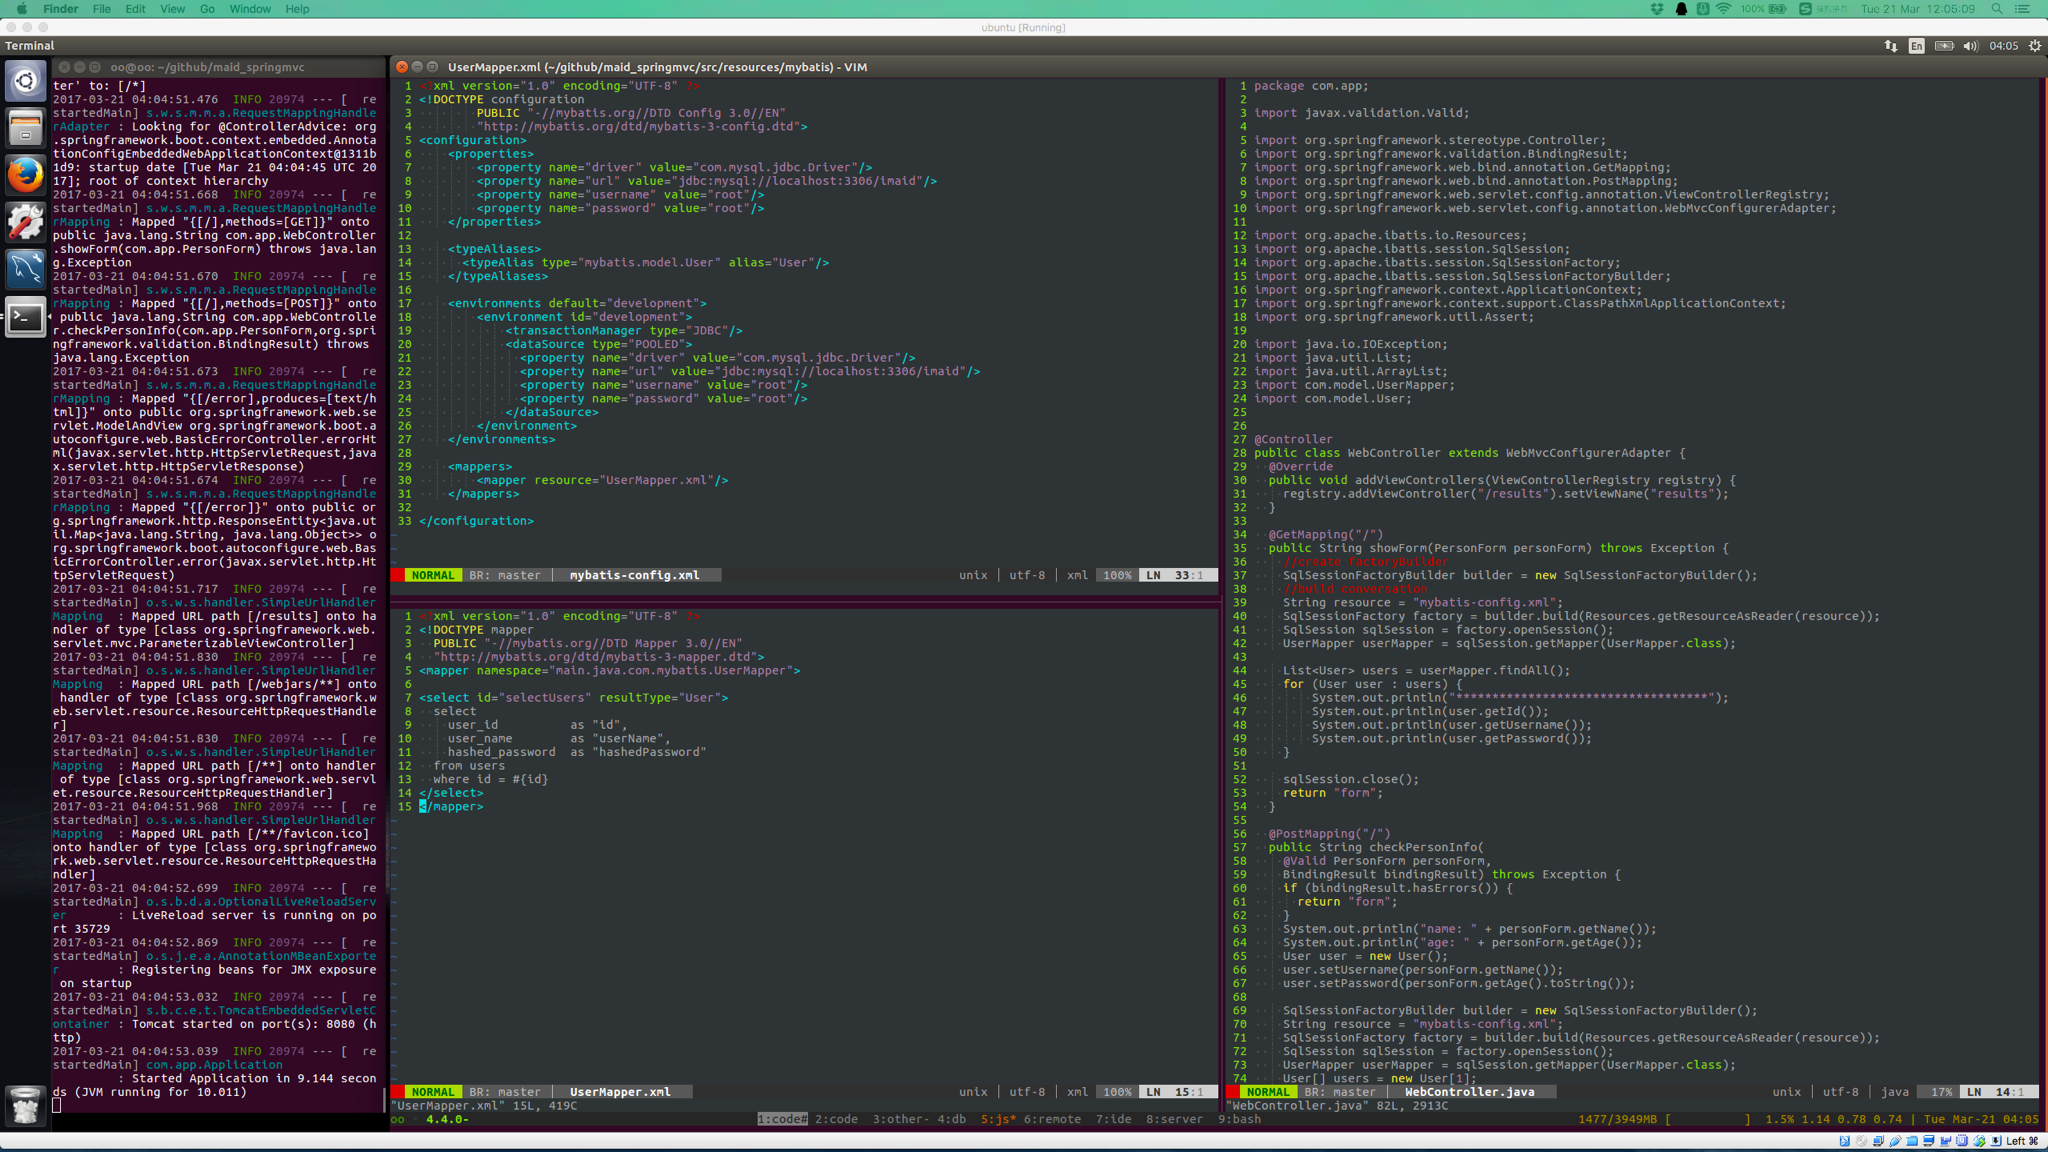 Finder File Edit View Go Window Help
100%
Tue 21 Mar 12:05:09
ubuntu [Running]
Terminal
En
04:05
oo@oo: ~/github/maid_springmvc
ter' to: [/*]
2017-03-21 04:04:51.476 INFO 20974 --- [ re
startedMain] s.w.s.m.m.a.RequestMappingHandle
rAdapter : Looking for @ControllerAdvice: org
.springframework.boot.context.embedded.Annota
tionConfigEmbeddedWebApplicationContext@1311b
1d9: startup date [Tue Mar 21 04:04:45 UTC 20
17]; root of context hierarchy
2017-03-21 04:04:51.668 INFO 20974 --- [ re
startedMain] s.w.s.m.m.a.RequestMappingHandle
rMapping : Mapped "{[/],methods=[GET]}" onto
public java.lang.String com.app.WebController
.showForm(com.app.PersonForm) throws java.lan
g.Exception
2017-03-21 04:04:51.670 INFO 20974 --- [ re
startedMain] s.w.s.m.m.a.RequestMappingHandle
rMapping : Mapped "{[/],methods=[POST]}" onto
 public java.lang.String com.app.WebControlle
r.checkPersonInfo(com.app.PersonForm,org.spri
ngframework.validation.BindingResult) throws
java.lang.Exception
2017-03-21 04:04:51.673 INFO 20974 --- [ re
startedMain] s.w.s.m.m.a.RequestMappingHandle
rMapping : Mapped "{[/error],produces=[text/h
tml]}" onto public org.springframework.web.se
rvlet.ModelAndView org.springframework.boot.a
utoconfigure.web.BasicErrorController.errorHt
ml(javax.servlet.http.HttpServletRequest,java
x.servlet.http.HttpServletResponse)
2017-03-21 04:04:51.674 INFO 20974 --- [ re
startedMain] s.w.s.m.m.a.RequestMappingHandle
rMapping : Mapped "{[/error]}" onto public or
g.springframework.http.ResponseEntity<java.ut
il.Map<java.lang.String, java.lang.Object>> o
rg.springframework.boot.autoconfigure.web.Bas
icErrorController.error(javax.servlet.http.Ht
tpServletRequest)
2017-03-21 04:04:51.717 INFO 20974 --- [ re
startedMain] o.s.w.s.handler.SimpleUrlHandler
Mapping : Mapped URL path [/results] onto ha
ndler of type [class org.springframework.web.
servlet.mvc.ParameterizableViewController]
2017-03-21 04:04:51.830 INFO 20974 --- [ re
startedMain] o.s.w.s.handler.SimpleUrlHandler
Mapping : Mapped URL path [/webjars/**] onto
 handler of type [class org.springframework.w
eb.servlet.resource.ResourceHttpRequestHandle
r]
2017-03-21 04:04:51.830 INFO 20974 --- [ re
startedMain] o.s.w.s.handler.SimpleUrlHandler
Mapping : Mapped URL path [/**] onto handler
 of type [class org.springframework.web.servl
et.resource.ResourceHttpRequestHandler]
2017-03-21 04:04:51.968 INFO 20974 --- [ re
startedMain] o.s.w.s.handler.SimpleUrlHandler
Mapping : Mapped URL path [/**/favicon.ico]
onto handler of type [class org.springframewo
rk.web.servlet.resource.ResourceHttpRequestHa
ndler]
2017-03-21 04:04:52.699 INFO 20974 --- [ re
startedMain] o.s.b.d.a.OptionalLiveReloadServ
er : LiveReload server is running on po
rt 35729
2017-03-21 04:04:52.869 INFO 20974 --- [ re
startedMain] o.s.j.e.a.AnnotationMBeanExporte
r : Registering beans for JMX exposure
 on startup
2017-03-21 04:04:53.032 INFO 20974 --- [ re
startedMain] s.b.c.e.t.TomcatEmbeddedServletC
ontainer : Tomcat started on port(s): 8080 (h
ttp)
2017-03-21 04:04:53.039 INFO 20974 --- [ re
startedMain] com.app.Application
 : Started Application in 9.144 secon
ds (JVM running for 10.011)
UserMapper.xml (~/github/maid_springmvc/src/resources/mybatis) - VIM
1 <?xml version="1.0" encoding="UTF-8" ?>
2 <!DOCTYPE configuration
3 PUBLIC "-//mybatis.org//DTD Config 3.0//EN"
4 "http://mybatis.org/dtd/mybatis-3-config.dtd">
5 <configuration>
6 <properties>
7 <property name="driver" value="com.mysql.jdbc.Driver"/>
8 <property name="url" value="jdbc:mysql://localhost:3306/imaid"/>
9 <property name="username" value="root"/>
10 <property name="password" value="root"/>
11 </properties>
12
13 <typeAliases>
14 <typeAlias type="mybatis.model.User" alias="User"/>
15 </typeAliases>
16
17 <environments default="development">
18 <environment id="development">
19 <transactionManager type="JDBC"/>
20 <dataSource type="POOLED">
21 <property name="driver" value="com.mysql.jdbc.Driver"/>
22 <property name="url" value="jdbc:mysql://localhost:3306/imaid"/>
23 <property name="username" value="root"/>
24 <property name="password" value="root"/>
25 </dataSource>
26 </environment>
27 </environments>
28
29 <mappers>
30 <mapper resource="UserMapper.xml"/>
31 </mappers>
32
33 </configuration>
~
~
NORMAL BR: master | mybatis-config.xml unix | utf-8 | xml 100% LN 33:1
1 <?xml version="1.0" encoding="UTF-8" ?>
2 <!DOCTYPE mapper
3 PUBLIC "-//mybatis.org//DTD Mapper 3.0//EN"
4 "http://mybatis.org/dtd/mybatis-3-mapper.dtd">
5 <mapper namespace="main.java.com.mybatis.UserMapper">
6
7 <select id="selectUsers" resultType="User">
8 select
9 user_id as "id",
10 user_name as "userName",
11 hashed_password as "hashedPassword"
12 from users
13 where id = #{id}
14 </select>
15 </mapper>
NORMAL BR: master | UserMapper.xml unix | utf-8 | xml 100% LN 15:1
"UserMapper.xml" 15L, 419C
1 package com.app;
2
3 import javax.validation.Valid;
4
5 import org.springframework.stereotype.Controller;
6 import org.springframework.validation.BindingResult;
7 import org.springframework.web.bind.annotation.GetMapping;
8 import org.springframework.web.bind.annotation.PostMapping;
9 import org.springframework.web.servlet.config.annotation.ViewControllerRegistry;
10 import org.springframework.web.servlet.config.annotation.WebMvcConfigurerAdapter;
11
12 import org.apache.ibatis.io.Resources;
13 import org.apache.ibatis.session.SqlSession;
14 import org.apache.ibatis.session.SqlSessionFactory;
15 import org.apache.ibatis.session.SqlSessionFactoryBuilder;
16 import org.springframework.context.ApplicationContext;
17 import org.springframework.context.support.ClassPathXmlApplicationContext;
18 import org.springframework.util.Assert;
19
20 import java.io.IOException;
21 import java.util.List;
22 import java.util.ArrayList;
23 import com.model.UserMapper;
24 import com.model.User;
25
26
27 @Controller
28 public class WebController extends WebMvcConfigurerAdapter {
29 @Override
30 public void addViewControllers(ViewControllerRegistry registry) {
31 registry.addViewController("/results").setViewName("results");
32 }
33
34 @GetMapping("/")
35 public String showForm(PersonForm personForm) throws Exception {
36 //create FactoryBuilder
37 SqlSessionFactoryBuilder builder = new SqlSessionFactoryBuilder();
38 //build conversation
39 String resource = "mybatis-config.xml";
40 SqlSessionFactory factory = builder.build(Resources.getResourceAsReader(resource));
41 SqlSession sqlSession = factory.openSession();
42 UserMapper userMapper = sqlSession.getMapper(UserMapper.class);
43
44 List<User> users = userMapper.findAll();
45 for (User user : users) {
46 System.out.println("***********************************");
47 System.out.println(user.getId());
48 System.out.println(user.getUsername());
49 System.out.println(user.getPassword());
50 }
51
52 sqlSession.close();
53 return "form";
54 }
55
56 @PostMapping("/")
57 public String checkPersonInfo(
58 @Valid PersonForm personForm,
59 BindingResult bindingResult) throws Exception {
60 if (bindingResult.hasErrors()) {
61 return "form";
62 }
63 System.out.println("name: " + personForm.getName());
64 System.out.println("age: " + personForm.getAge());
65 User user = new User();
66 user.setUsername(personForm.getName());
67 user.setPassword(personForm.getAge().toString());
68
69 SqlSessionFactoryBuilder builder = new SqlSessionFactoryBuilder();
70 String resource = "mybatis-config.xml";
71 SqlSessionFactory factory = builder.build(Resources.getResourceAsReader(resource));
72 SqlSession sqlSession = factory.openSession();
73 UserMapper userMapper = sqlSession.getMapper(UserMapper.class);
74 User[] users = new User[1];
NORMAL BR: master | WebController.java unix | utf-8 | java 17% LN 14:1
"WebController.java" 82L, 2913C
oo 4.4.0- 1:code# 2:code 3:other- 4:db 5:js* 6:remote 7:ide 8:server 9:bash 1477/3949MB [ ] 1.5% 1.14 0.78 0.74 | Tue Mar-21 04:05
Left ⌘